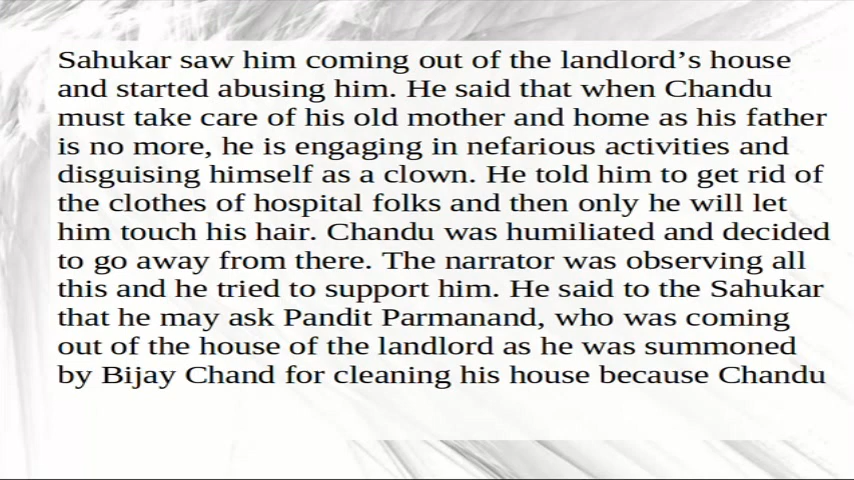 Sahukar saw him coming out of the landlord’s house
and started abusing him. He said that when Chandu
must take care of his old mother and home as his father
is no more, he is engaging in nefarious activities and
disguising himself as a clown. He told him to get rid of
the clothes of hospital folks and then only he will let
him touch his hair. Chandu was humiliated and decided
to go away from there. The narrator was observing all
this and he tried to support him. He said to the Sahukar
that he may ask Pandit Parmanand, who was coming
out of the house of the landlord as he was summoned
by Bijay Chand for cleaning his house because Chandu